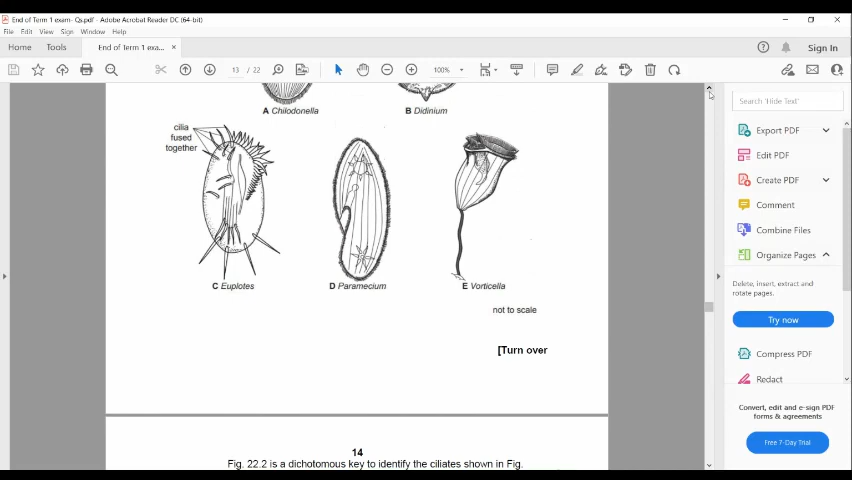 End of Term 1 exam- Qs.pdf - Adobe Acrobat Reader DC (64-bit)
File Edit View Sign Window Help
Home Tools End of Term 1 exa... × Sign In
13 / 22 100%
A Chilodonella B Didinium
cilia
fused
together
C Euplotes D Paramecium E Vorticella
not to scale
[Turn over
14
Fig. 22.2 is a dichotomous key to identify the ciliates shown in Fig.
Search 'Hide Text'
Export PDF
Edit PDF
Create PDF
Comment
Combine Files
Organize Pages
Delete, insert, extract and
rotate pages.
Try now
Compress PDF
Redact
Convert, edit and e-sign PDF
forms & agreements
Free 7-Day Trial